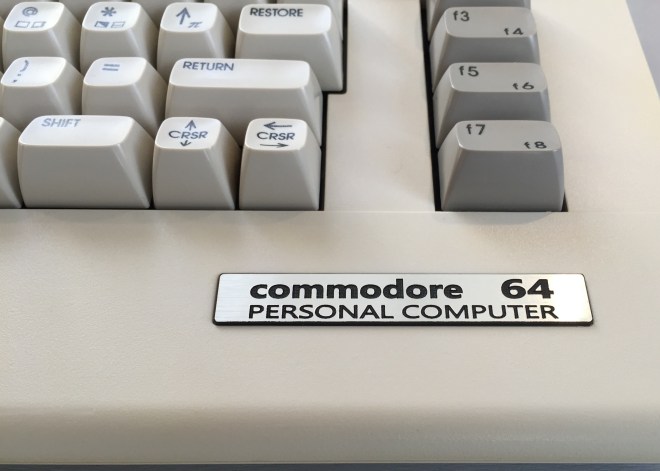 @ * ↑ π RESTORE
f3 f4
; = RETURN
f5 f6
SHIFT CRSR CRSR
f7 f8
commodore 64
PERSONAL COMPUTER